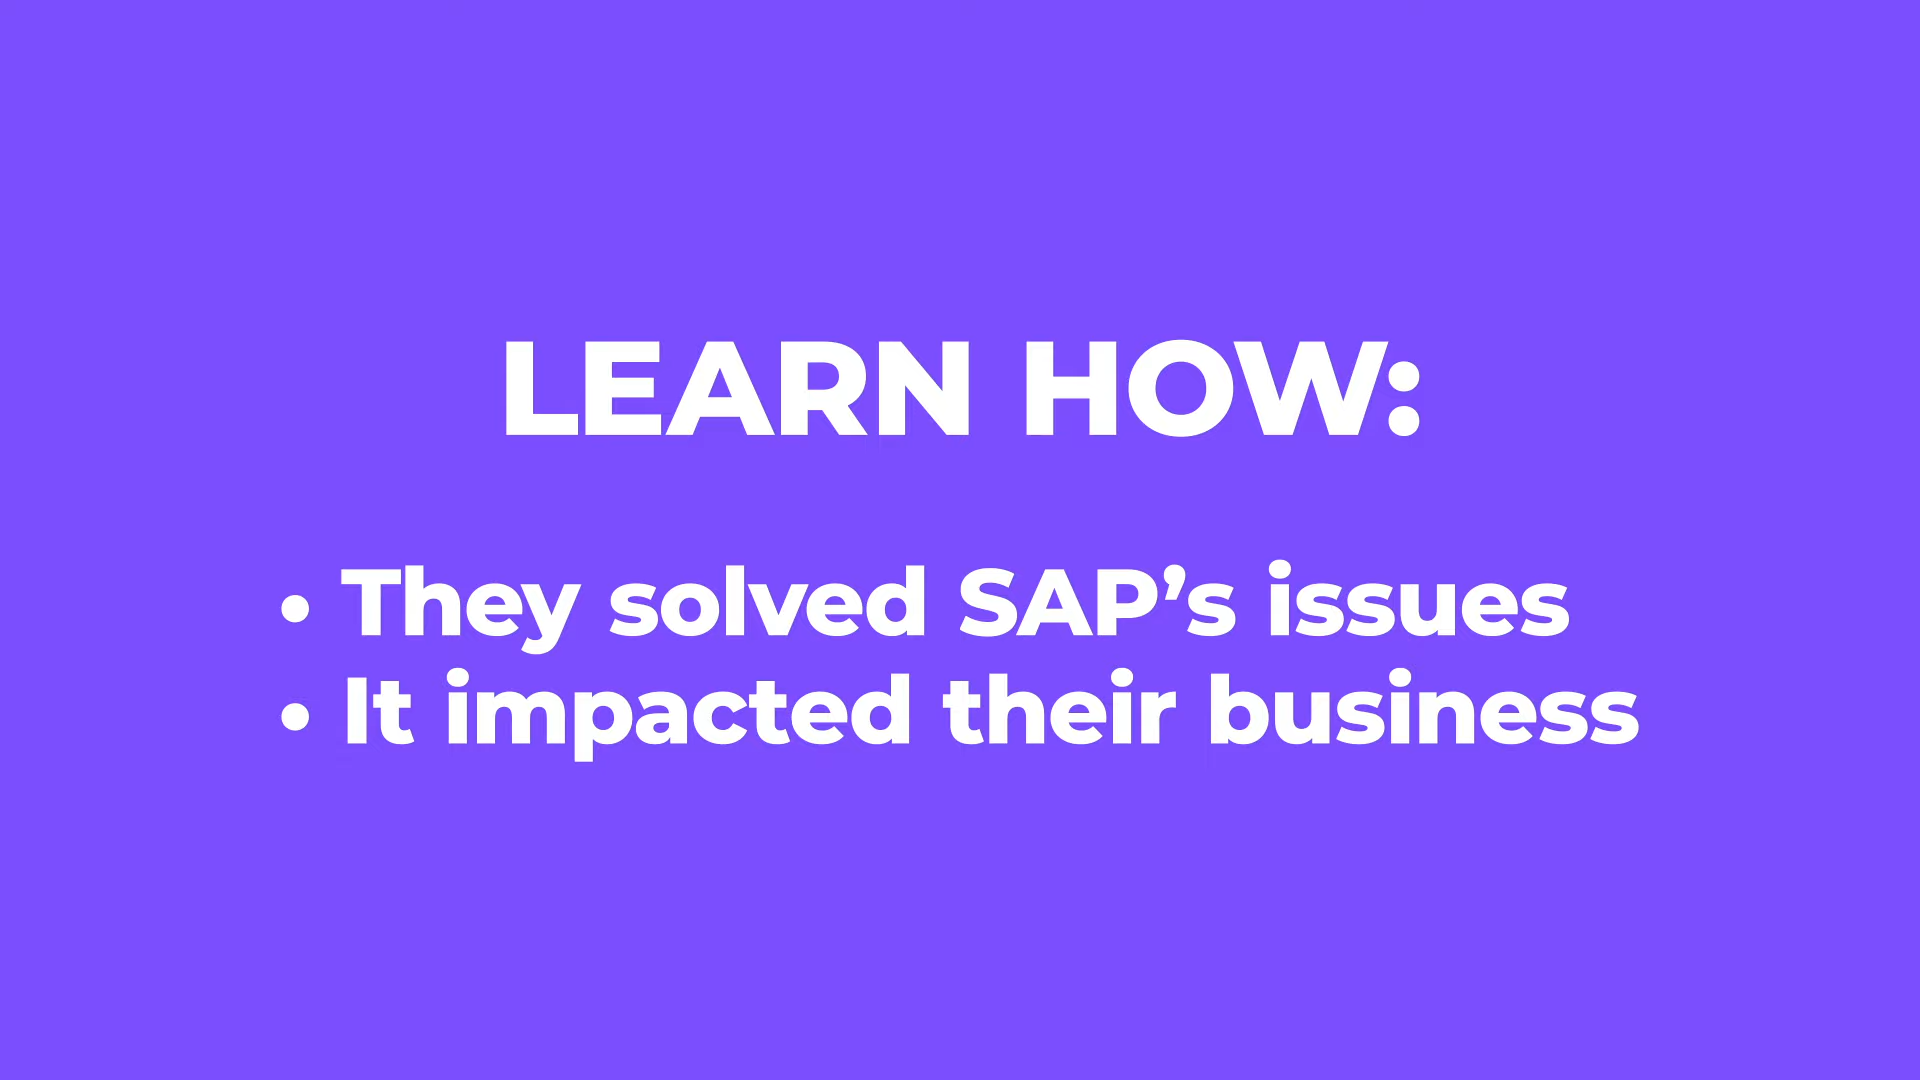 LEARN HOW:
• They solved SAP’s issues
• It impacted their business